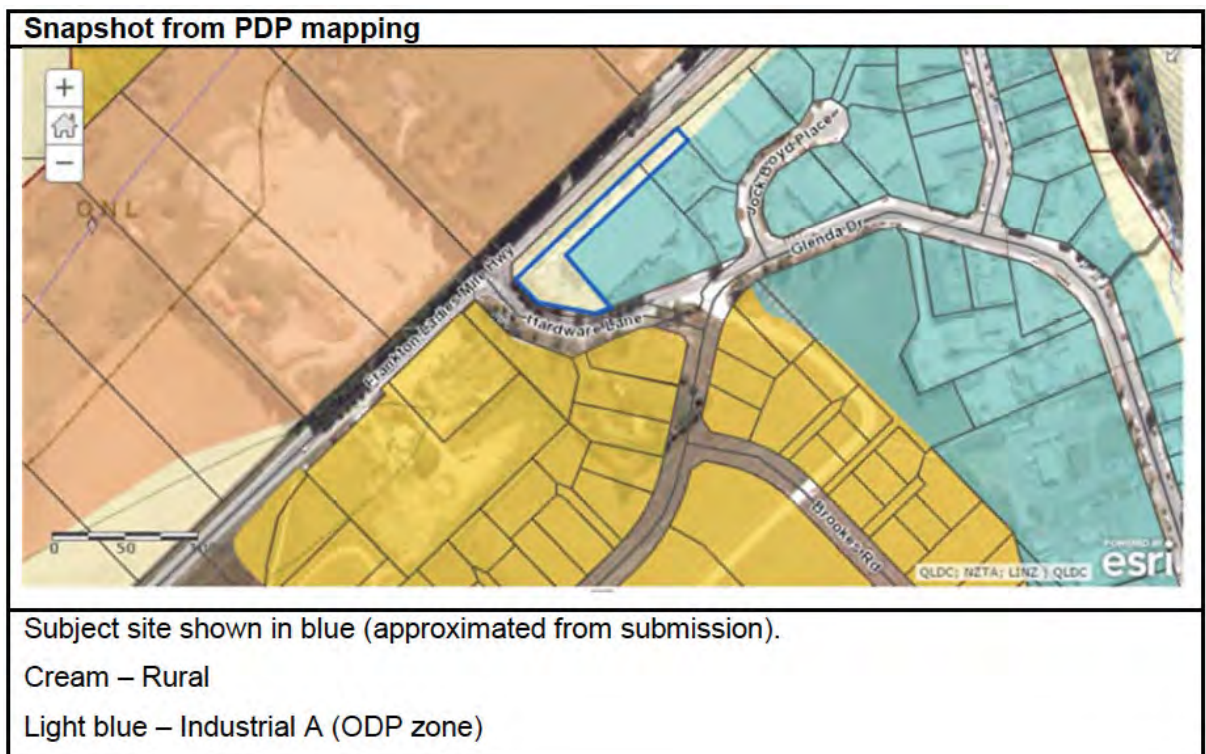 Snapshot from PDP mapping
+
−
ONL
Frankton Ladies Mile Hwy
Hardware Lane
Jock Boyd Place
Glenda Dr
Brookes Rd
0 50
POWERED BY
esri
QLDC; NZTA; LINZ | QLDC
Subject site shown in blue (approximated from submission).
Cream – Rural
Light blue – Industrial A (ODP zone)